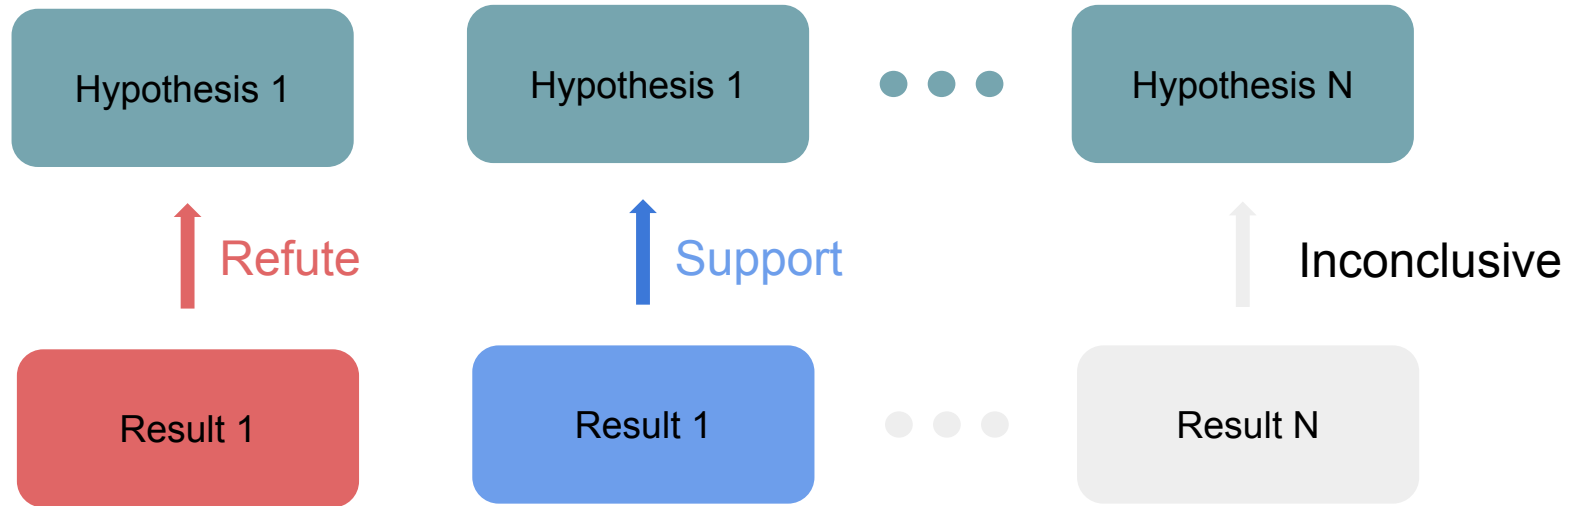 Hypothesis 1
Hypothesis 1
Hypothesis N
Refute
Support
Inconclusive
Result 1
Result 1
Result N